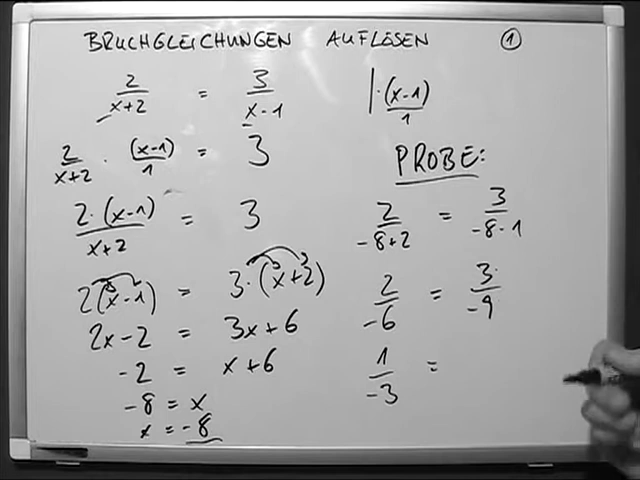 BRUCHGLEICHUNGEN AUFLÖSEN ①
2/(x+2) = 3/(x-1) | · (x-1)/1
2/(x+2) · (x-1)/1 = 3
2·(x-1)/(x+2) = 3
2(x-1) = 3·(x+2)
2x-2 = 3x+6
-2 = x+6
-8 = x
x = -8
PROBE:
2/(-8+2) = 3/(-8-1)
2/-6 = 3/-9
1/-3 =